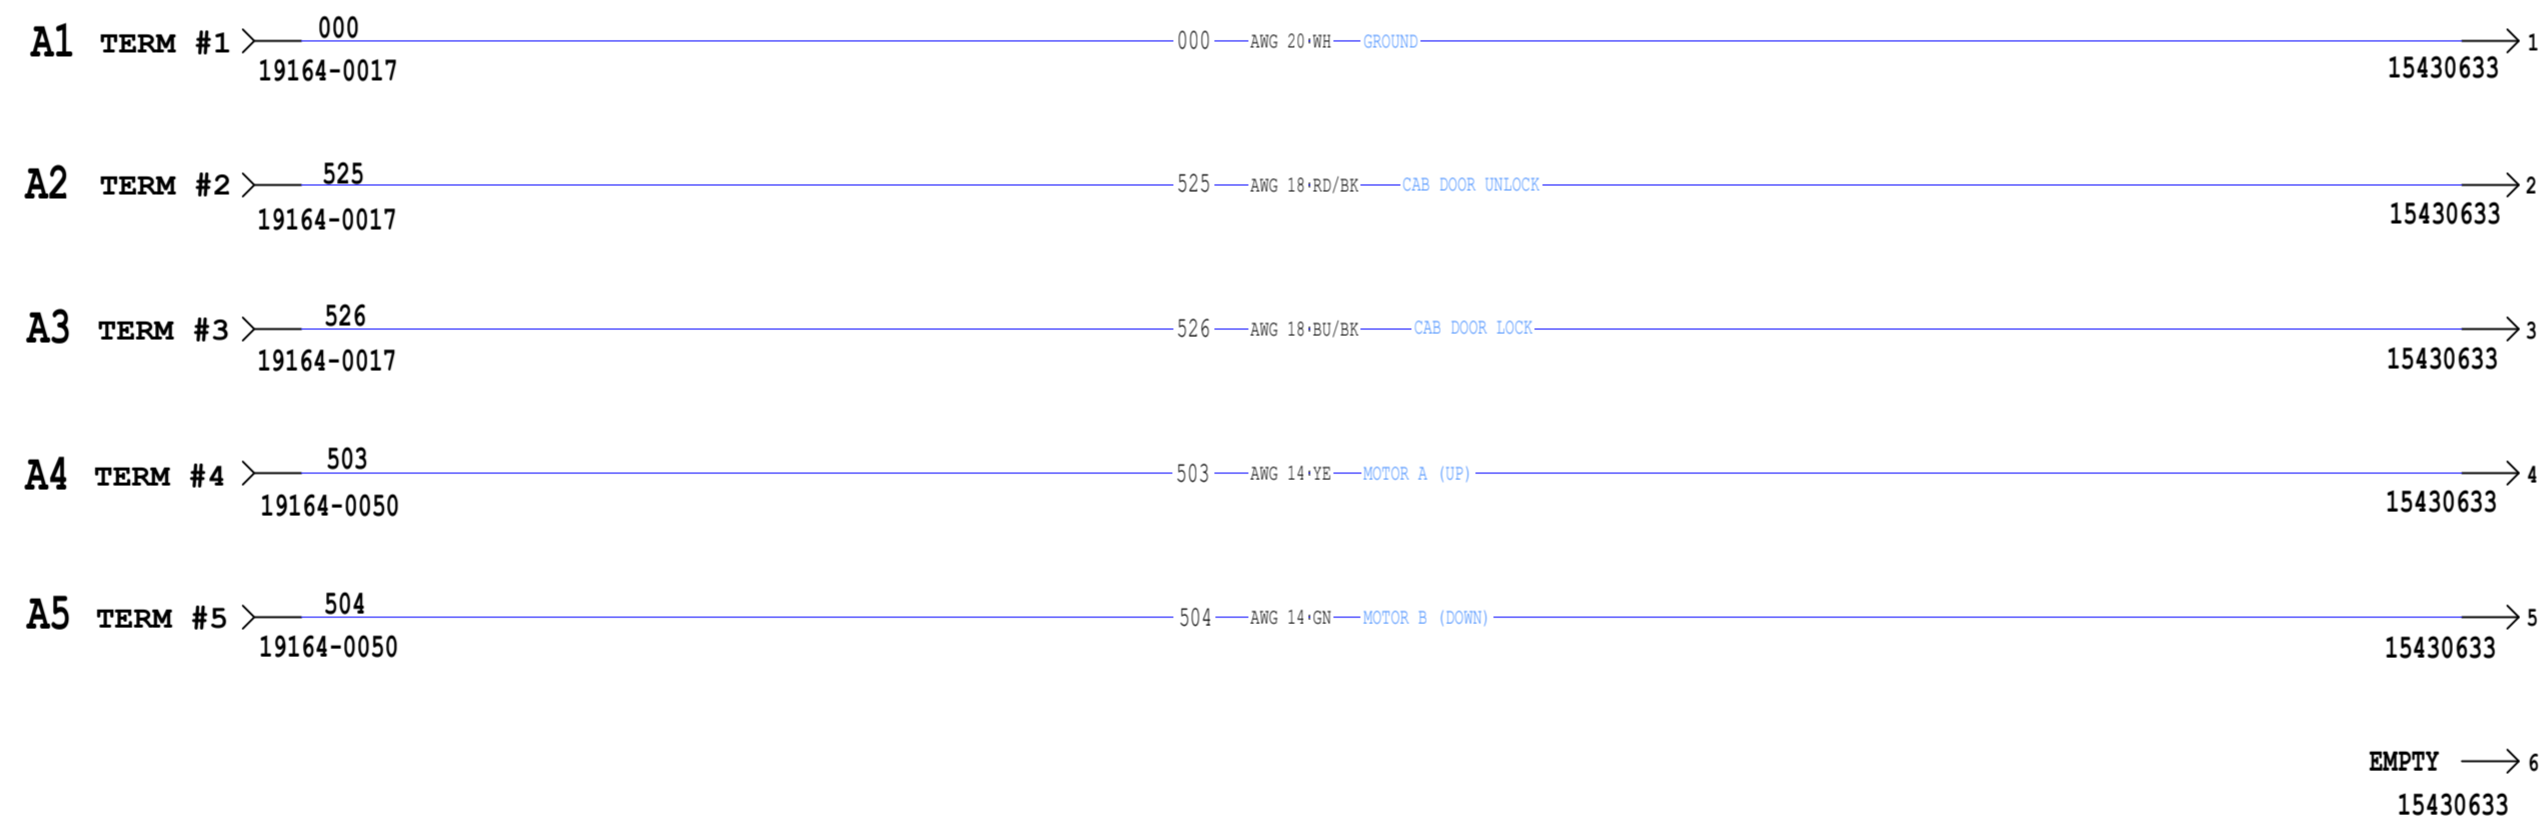 A1 TERM #1 000 000 AWG 20 WH GROUND 1
19164-0017 15430633
A2 TERM #2 525 525 AWG 18 RD/BK CAB DOOR UNLOCK 2
19164-0017 15430633
A3 TERM #3 526 526 AWG 18 BU/BK CAB DOOR LOCK 3
19164-0017 15430633
A4 TERM #4 503 503 AWG 14 YE MOTOR A (UP) 4
19164-0050 15430633
A5 TERM #5 504 504 AWG 14 GN MOTOR B (DOWN) 5
19164-0050 15430633
EMPTY 6
15430633